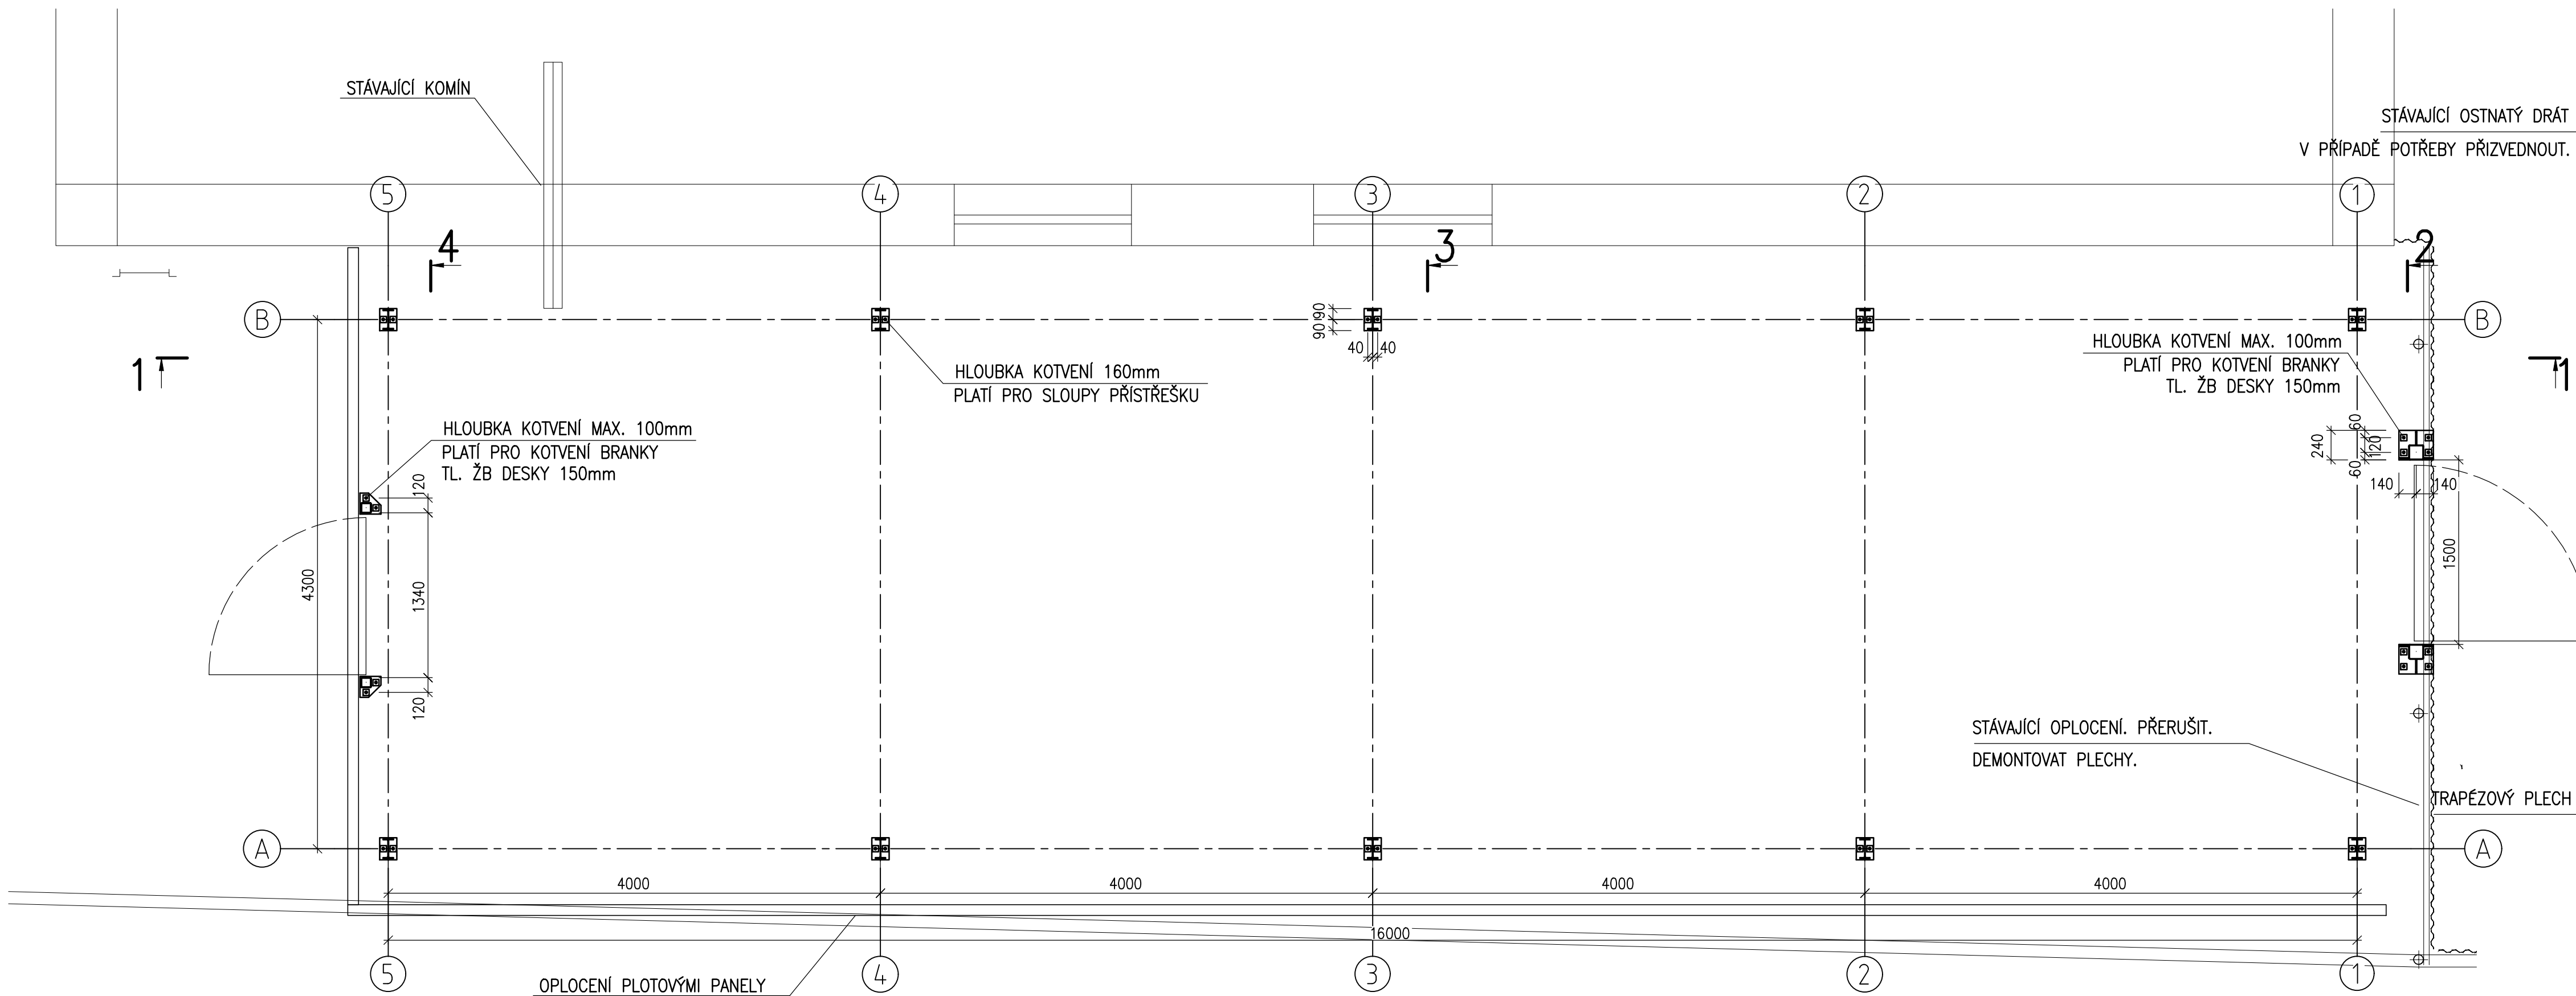 STÁVAJÍCÍ KOMÍN
STÁVAJÍCÍ OSTNATÝ DRÁT
V PŘÍPADĚ POTŘEBY PŘIZVEDNOUT.
5
4
3
2
1
4
3
2
B
B
90
90
40
40
1
1
HLOUBKA KOTVENÍ 160mm
PLATÍ PRO SLOUPY PŘÍSTŘEŠKU
HLOUBKA KOTVENÍ MAX. 100mm
PLATÍ PRO KOTVENÍ BRANKY
TL. ŽB DESKY 150mm
HLOUBKA KOTVENÍ MAX. 100mm
PLATÍ PRO KOTVENÍ BRANKY
TL. ŽB DESKY 150mm
60
120
60
240
140
140
120
1340
120
4300
1500
STÁVAJÍCÍ OPLOCENÍ. PŘERUŠIT.
DEMONTOVAT PLECHY.
TRAPÉZOVÝ PLECH
A
A
4000
4000
4000
4000
16000
5
4
3
2
1
OPLOCENÍ PLOTOVÝMI PANELY